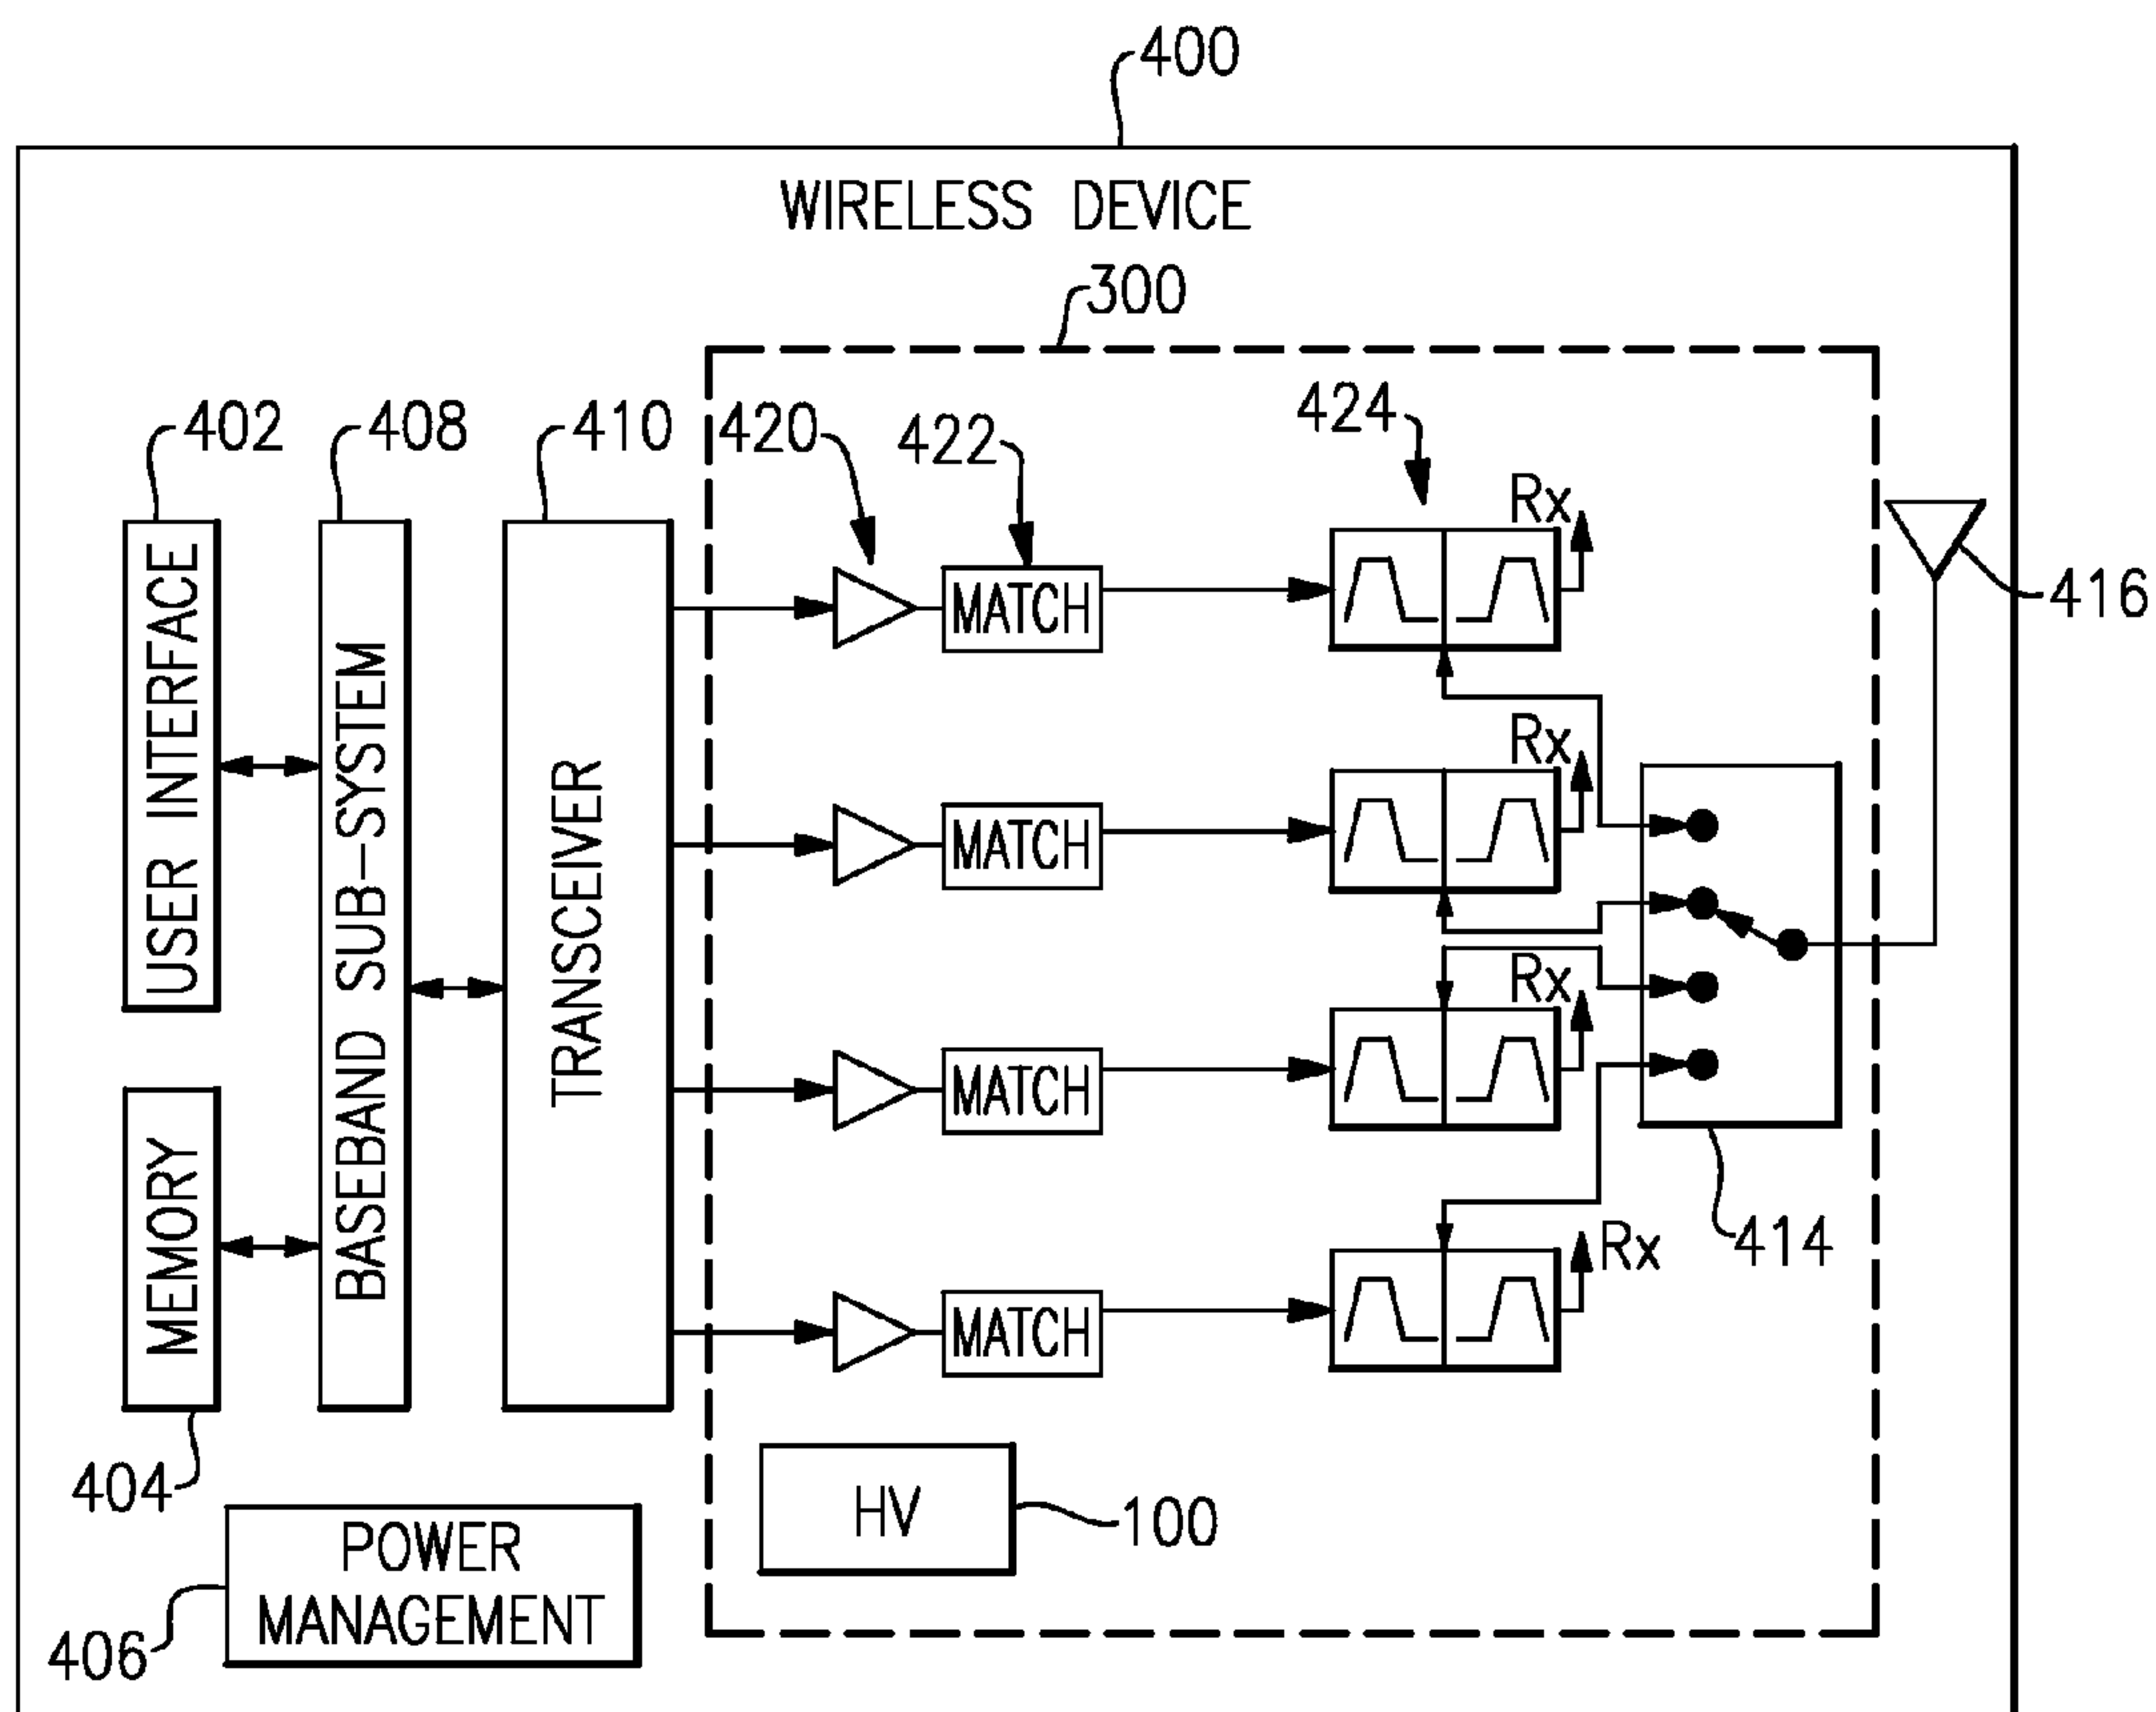 400
WIRELESS DEVICE
300
402
408
410
420
422
424
Rx
416
USER INTERFACE
BASEBAND SUB-SYSTEM
TRANSCEIVER
MATCH
Rx
MATCH
Rx
MATCH
MEMORY
414
Rx
MATCH
404
HV
100
POWER
MANAGEMENT
406